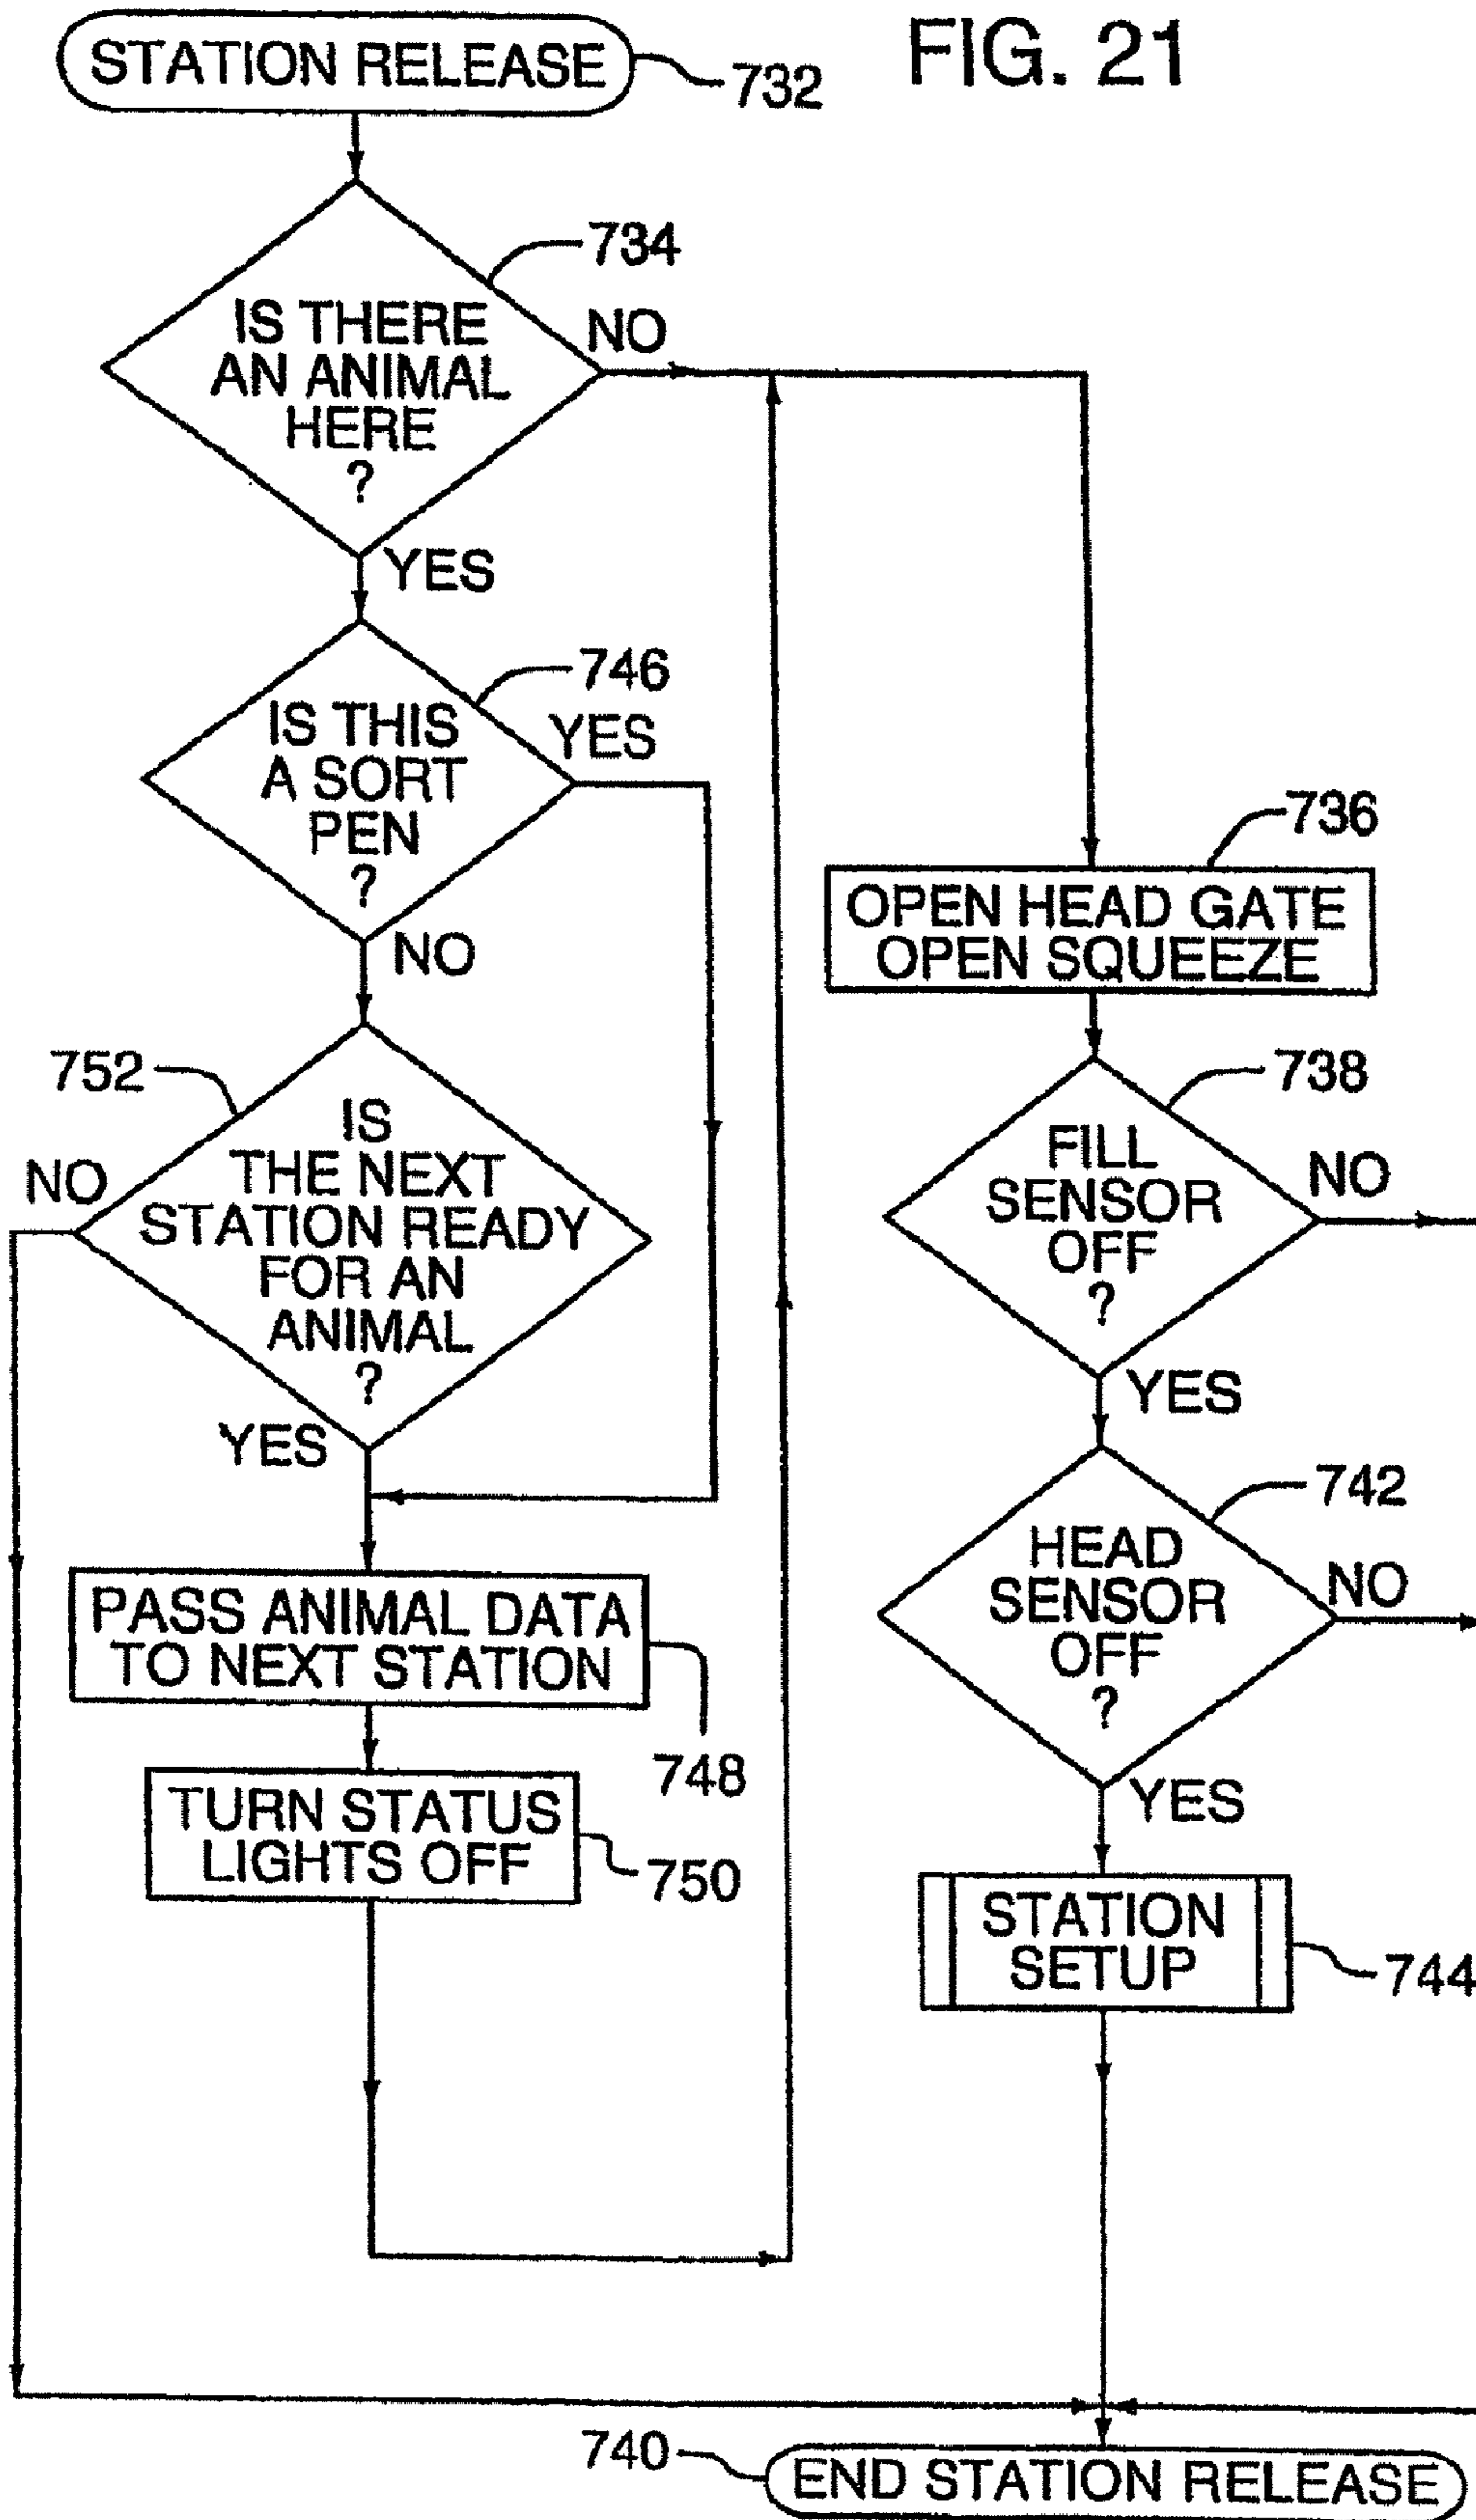 FIG. 21
STATION RELEASE
732
734
IS THERE
AN ANIMAL
HERE
?
NO
YES
746
IS THIS
A SORT
PEN
?
YES
NO
752
IS
THE NEXT
STATION READY
FOR AN
ANIMAL
?
NO
YES
PASS ANIMAL DATA
TO NEXT STATION
748
TURN STATUS
LIGHTS OFF
750
736
OPEN HEAD GATE
OPEN SQUEEZE
738
FILL
SENSOR
OFF
?
NO
YES
742
HEAD
SENSOR
OFF
?
NO
YES
STATION
SETUP
744
740
END STATION RELEASE